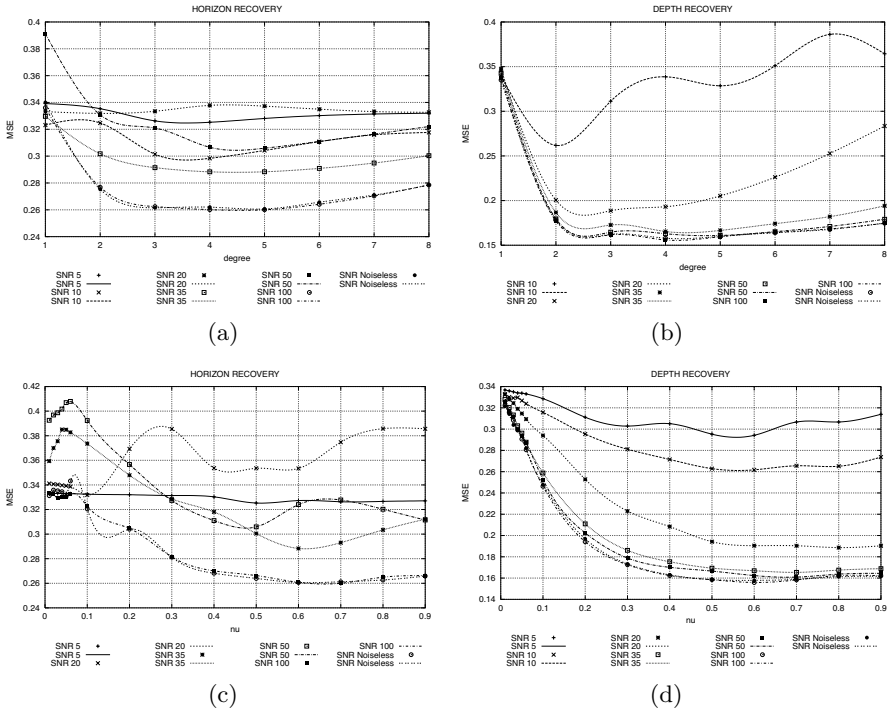 HORIZON RECOVERY
0.4
0.38
0.36
0.34
0.32
0.3
0.28
0.26
0.24
MSE
1 2 3 4 5 6 7 8
degree
SNR 5 SNR 20 SNR 50 SNR Noiseless
SNR 5 SNR 20 SNR 50 SNR Noiseless
SNR 10 SNR 35 SNR 100
SNR 10 SNR 35 SNR 100
(a)
DEPTH RECOVERY
0.4
0.35
0.3
0.25
0.2
0.15
MSE
1 2 3 4 5 6 7 8
degree
SNR 10 SNR 20 SNR 50 SNR 100
SNR 10 SNR 35 SNR 50 SNR Noiseless
SNR 20 SNR 35 SNR 100 SNR Noiseless
(b)
HORIZON RECOVERY
0.42
0.4
0.38
0.36
0.34
0.32
0.3
0.28
0.26
0.24
MSE
0 0.1 0.2 0.3 0.4 0.5 0.6 0.7 0.8 0.9
nu
SNR 5 SNR 20 SNR 50 SNR 100
SNR 5 SNR 35 SNR 50 SNR Noiseless
SNR 20 SNR 35 SNR 100 SNR Noiseless
(c)
DEPTH RECOVERY
0.34
0.32
0.3
0.28
0.26
0.24
0.22
0.2
0.18
0.16
0.14
MSE
0 0.1 0.2 0.3 0.4 0.5 0.6 0.7 0.8 0.9
nu
SNR 5 SNR 20 SNR 50 SNR Noiseless
SNR 5 SNR 20 SNR 50 SNR Noiseless
SNR 10 SNR 35 SNR 100
SNR 10 SNR 35 SNR 100
(d)